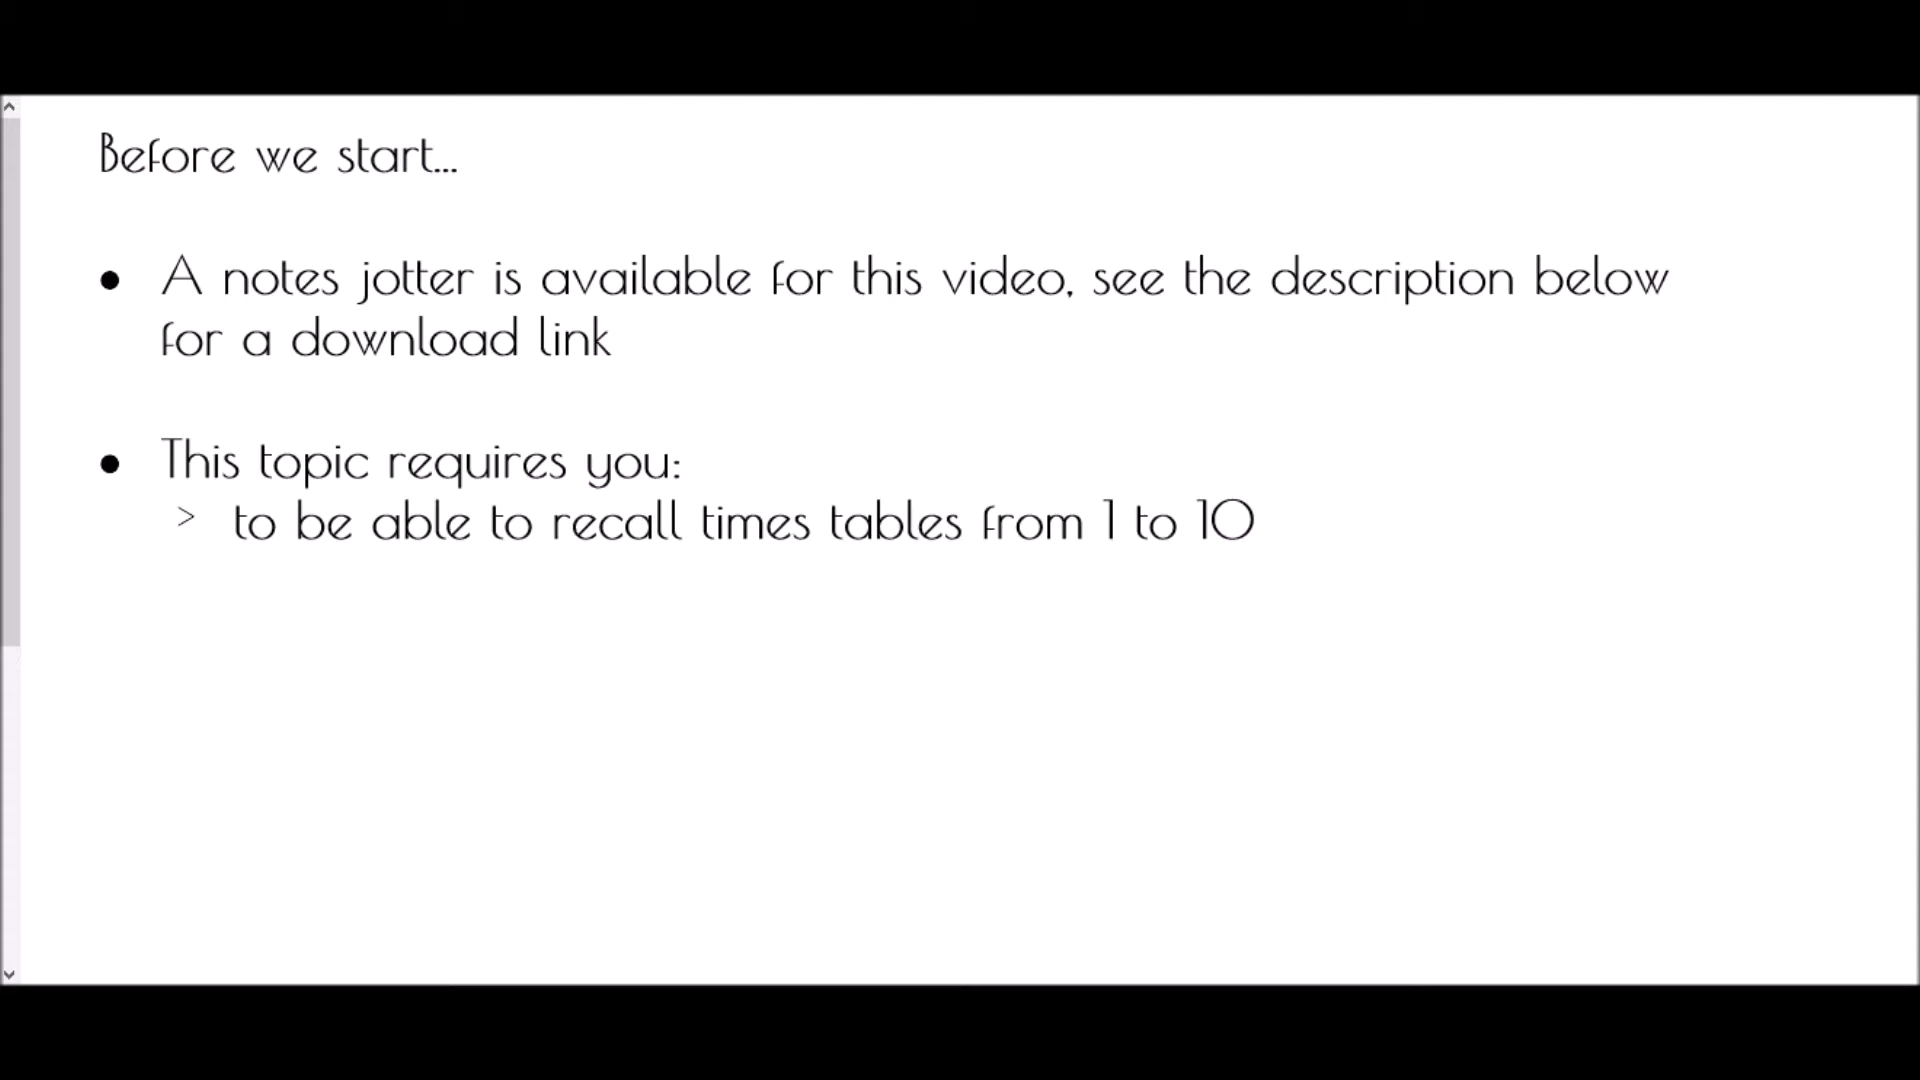 Before we start...
● A notes jotter is available for this video, see the description below
for a download link
● This topic requires you:
> to be able to recall times tables from 1 to 10